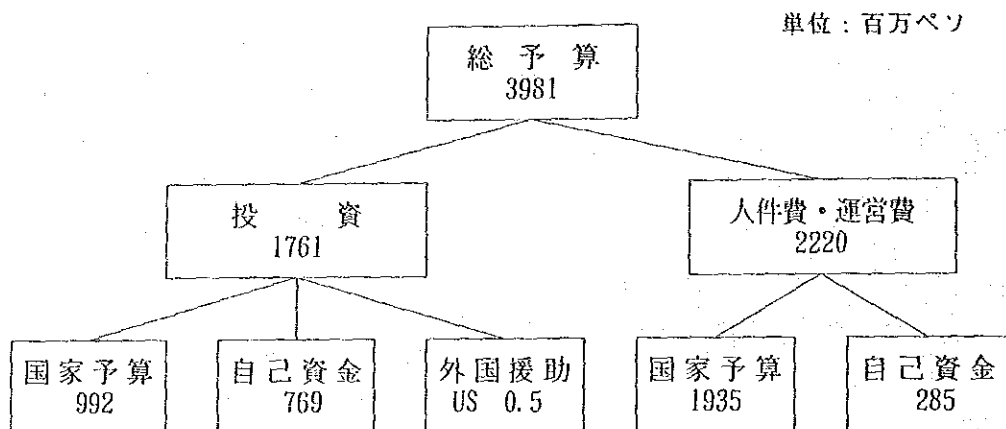 単位：百万ペソ
総予算
3981
投資
1761
人件費・運営費
2220
国家予算
992
自己資金
769
外国援助
US 0.5
国家予算
1935
自己資金
285